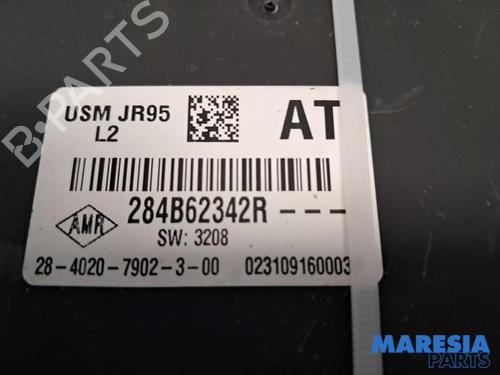 USM JR95
L2
AT
284B62342R----
AMR
SW: 3208
28-4020-7902-3-00 023109160003
B-PARTS
MARESIA
PARTS